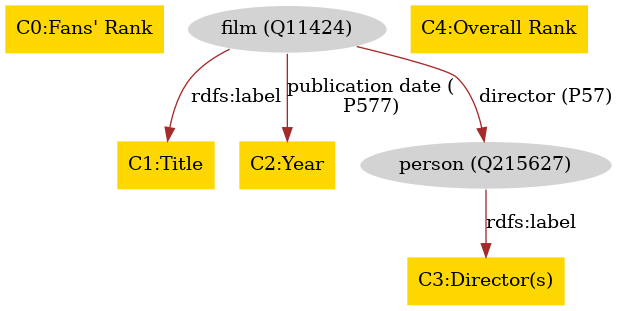 C0:Fans' Rank
film (Q11424)
C4:Overall Rank
rdfs:label
publication date (
P577)
director (P57)
C1:Title
C2:Year
person (Q215627)
rdfs:label
C3:Director(s)